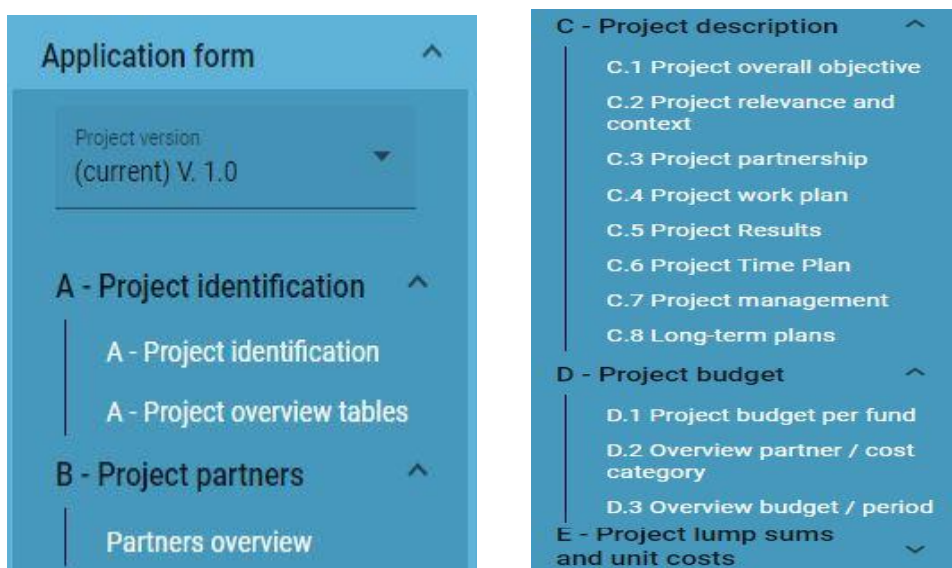 Application form
Project version
(current) V. 1.0
A - Project identification
A - Project identification
A - Project overview tables
B - Project partners
Partners overview
C - Project description
C.1 Project overall objective
C.2 Project relevance and
context
C.3 Project partnership
C.4 Project work plan
C.5 Project Results
C.6 Project Time Plan
C.7 Project management
C.8 Long-term plans
D - Project budget
D.1 Project budget per fund
D.2 Overview partner / cost
category
D.3 Overview budget / period
E - Project lump sums
and unit costs